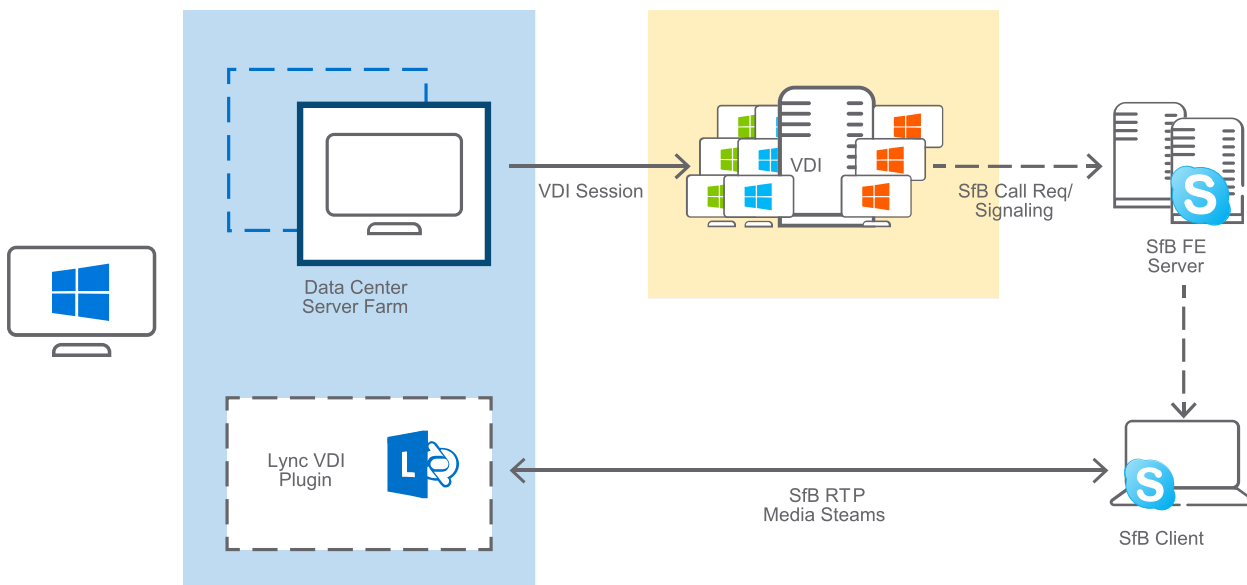 VDI
VDI Session
SfB Call Req/
Signaling
SfB FE
Server
Data Center
Server Farm
Lync VDI
Plugin
L
SfB RTP
Media Steams
S
S
SfB Client